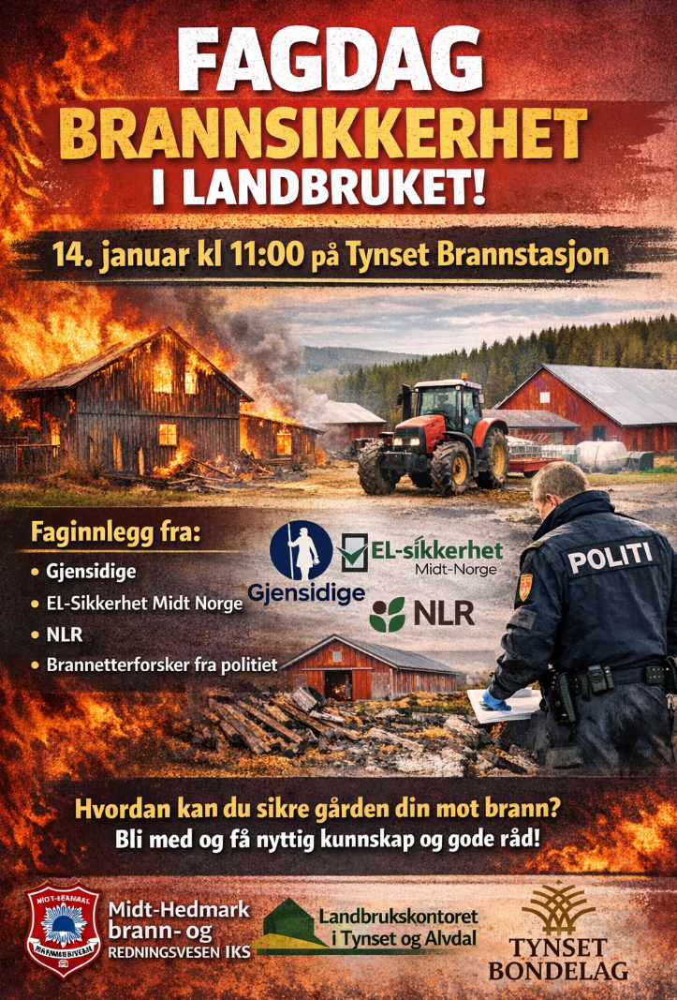 FAGDAG
BRANNSIKKERHET
I LANDBRUKET!
14. januar kl 11:00 på Tynset Brannstasjon
Faginnlegg fra:
• Gjensidige
• EL-Sikkerhet Midt Norge
• NLR
• Brannetterforsker fra politiet
Gjensidige
EL-sikkerhet
Midt-Norge
NLR
POLITI
Hvordan kan du sikre gården din mot brann?
Bli med og få nyttig kunnskap og gode råd!
Midt-Hedmark
brann- og
REDNINGSVESEN IKS
Landbrukskontoret
i Tynset og Alvdal
TYNSET
BONDELAG